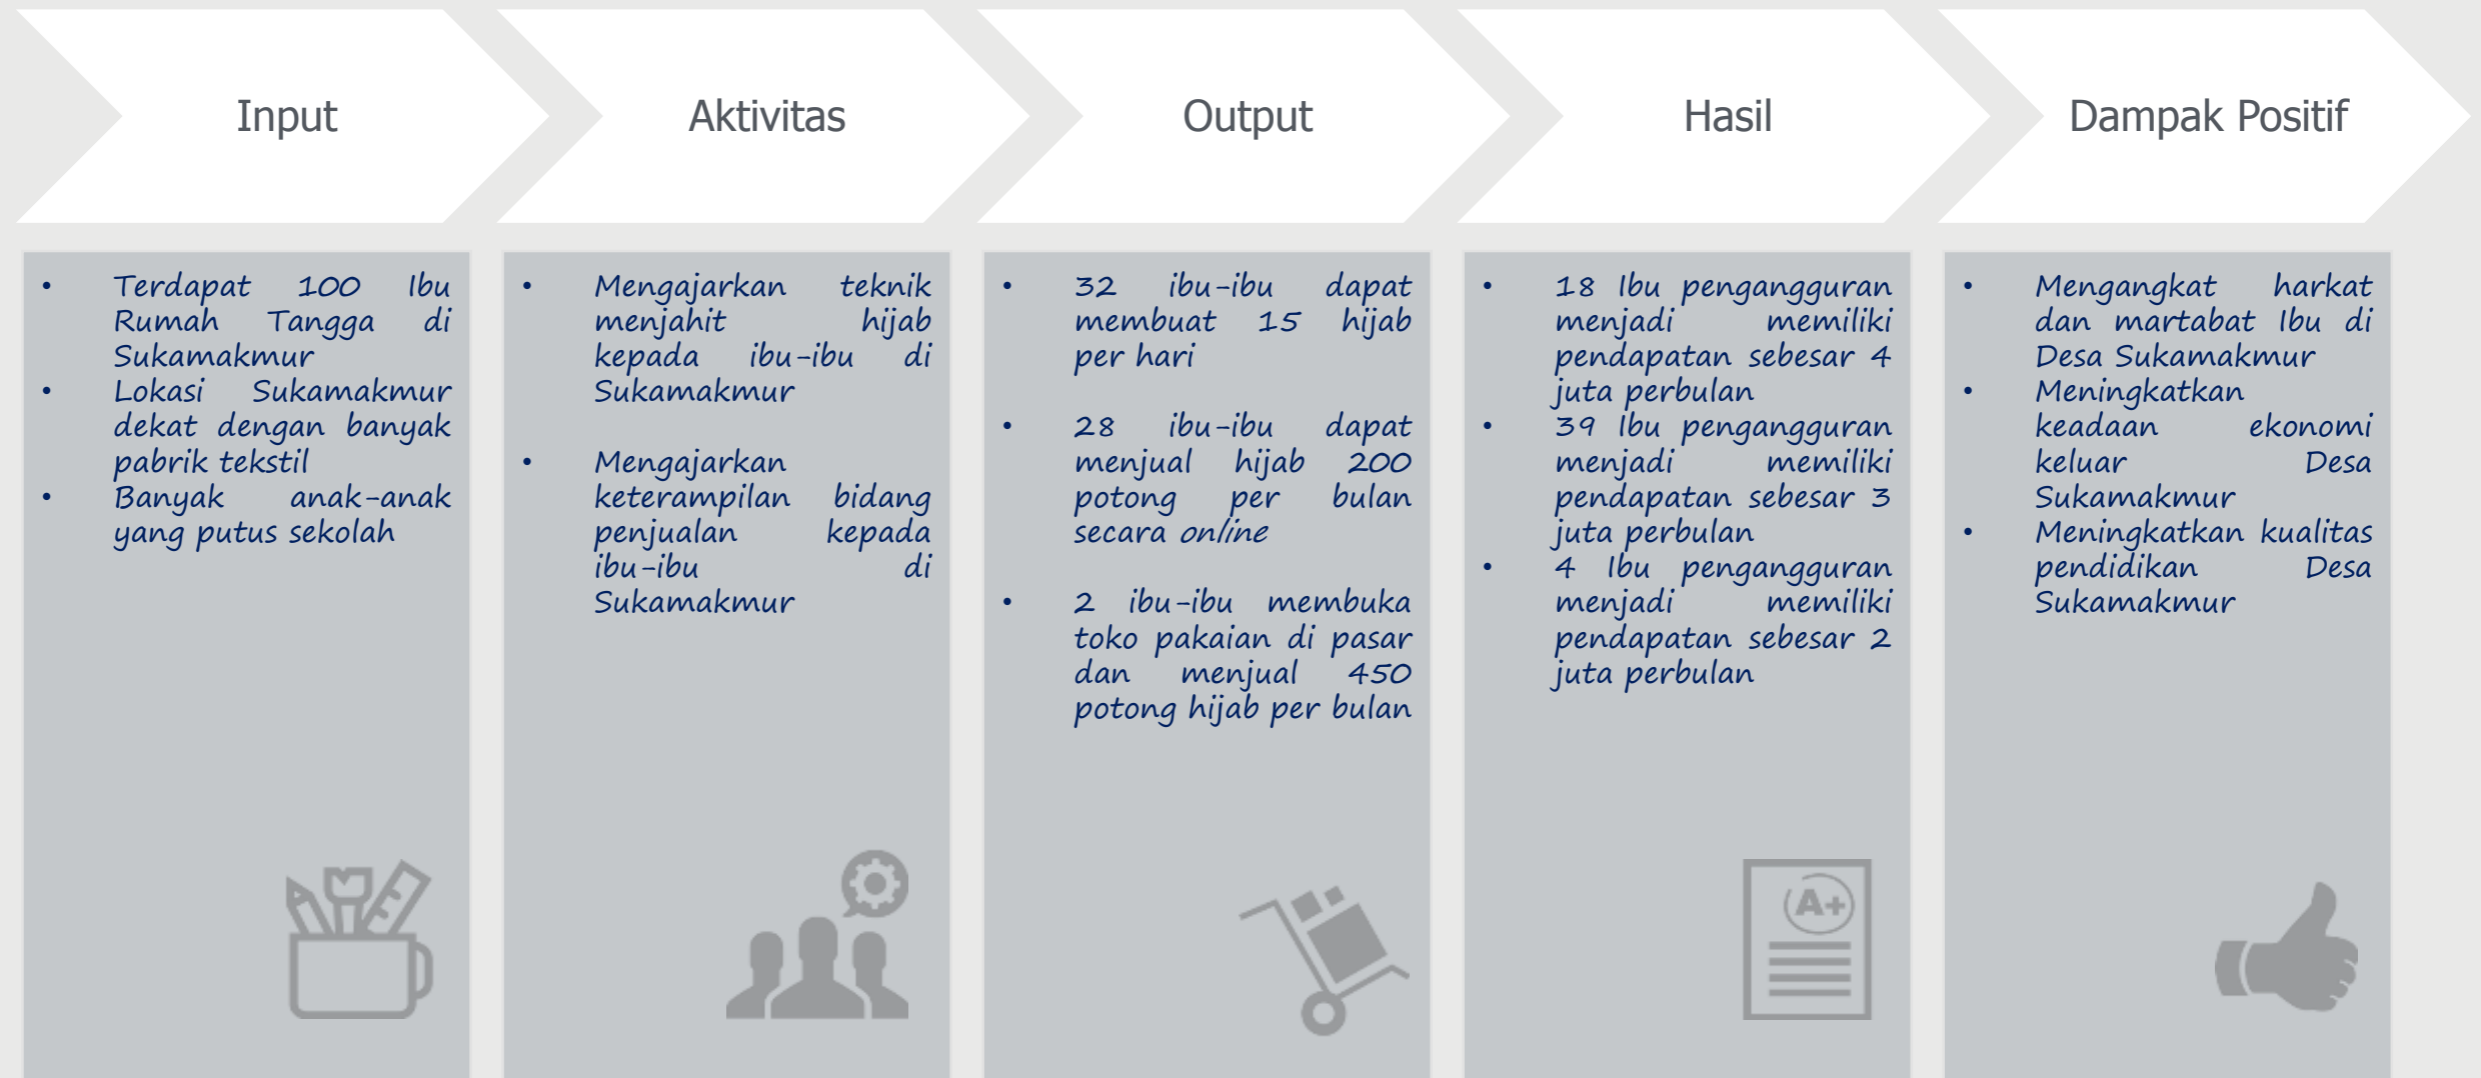 Input
Aktivitas
Output
Hasil
Dampak Positif
• Terdapat 100 Ibu
Rumah Tangga di
Sukamakmur
• Lokasi Sukamakmur
dekat dengan banyak
pabrik tekstil
• Banyak anak-anak
yang putus sekolah
• Mengajarkan teknik
menjahit hijab
kepada ibu-ibu di
Sukamakmur
• Mengajarkan
keterampilan bidang
penjualan kepada
ibu-ibu di
Sukamakmur
• 32 ibu-ibu dapat
membuat 15 hijab
per hari
• 28 ibu-ibu dapat
menjual hijab 200
potong per bulan
secara online
• 2 ibu-ibu membuka
toko pakaian di pasar
dan menjual 450
potong hijab per bulan
• 18 Ibu pengangguran
menjadi memiliki
pendapatan sebesar 4
juta perbulan
• 39 Ibu pengangguran
menjadi memiliki
pendapatan sebesar 3
juta perbulan
• 4 Ibu pengangguran
menjadi memiliki
pendapatan sebesar 2
juta perbulan
A+
• Mengangkat harkat
dan martabat Ibu di
Desa Sukamakmur
• Meningkatkan
keadaan ekonomi
keluar Desa
Sukamakmur
• Meningkatkan kualitas
pendidikan Desa
Sukamakmur